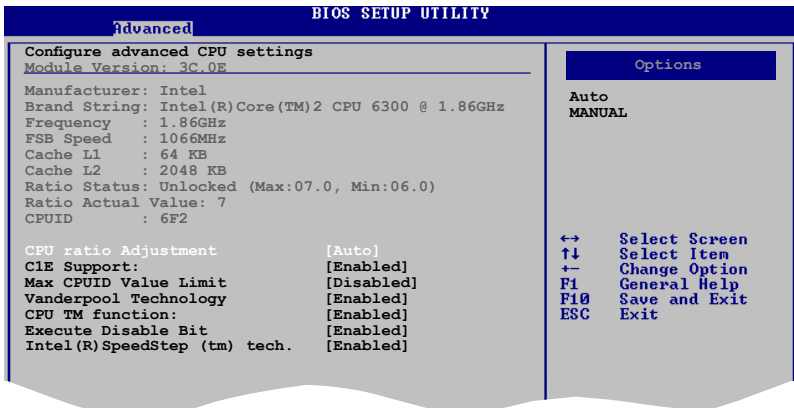 BIOS SETUP UTILITY
Advanced
Configure advanced CPU settings
Module Version: 3C.0E
Manufacturer: Intel
Brand String: Intel(R)Core(TM)2 CPU 6300 @ 1.86GHz
Frequency : 1.86GHz
FSB Speed : 1066MHz
Cache L1 : 64 KB
Cache L2 : 2048 KB
Ratio Status: Unlocked (Max:07.0, Min:06.0)
Ratio Actual Value: 7
CPUID : 6F2
CPU ratio Adjustment [Auto]
C1E Support: [Enabled]
Max CPUID Value Limit [Disabled]
Vanderpool Technology [Enabled]
CPU TM function: [Enabled]
Execute Disable Bit [Enabled]
Intel(R)SpeedStep (tm) tech. [Enabled]
Options
Auto
MANUAL
←→ Select Screen
↑↓ Select Item
+- Change Option
F1 General Help
F10 Save and Exit
ESC Exit